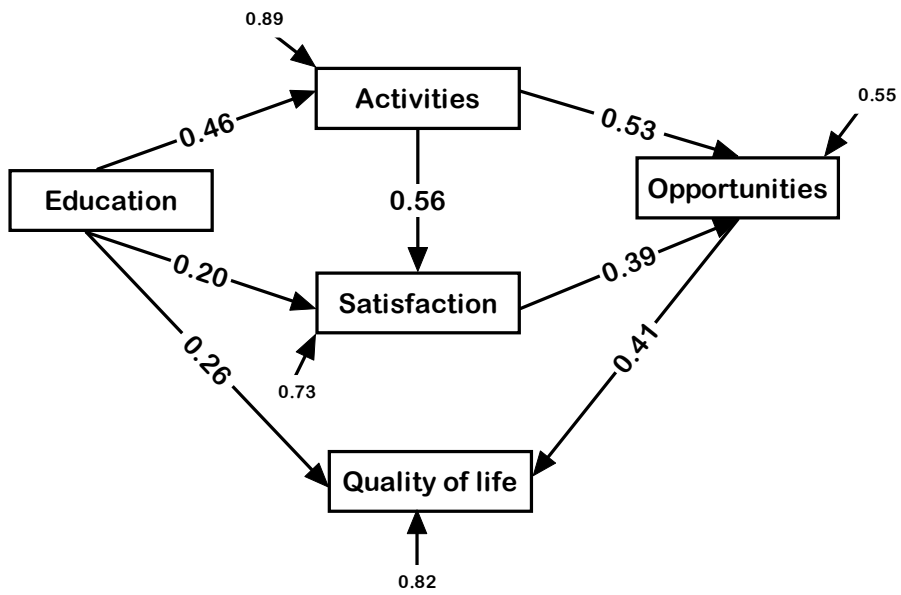 0.89
Activities
0.55
0.46
0.53
Education
0.56
Opportunities
0.20
0.39
Satisfaction
0.26
0.41
0.73
Quality of life
0.82